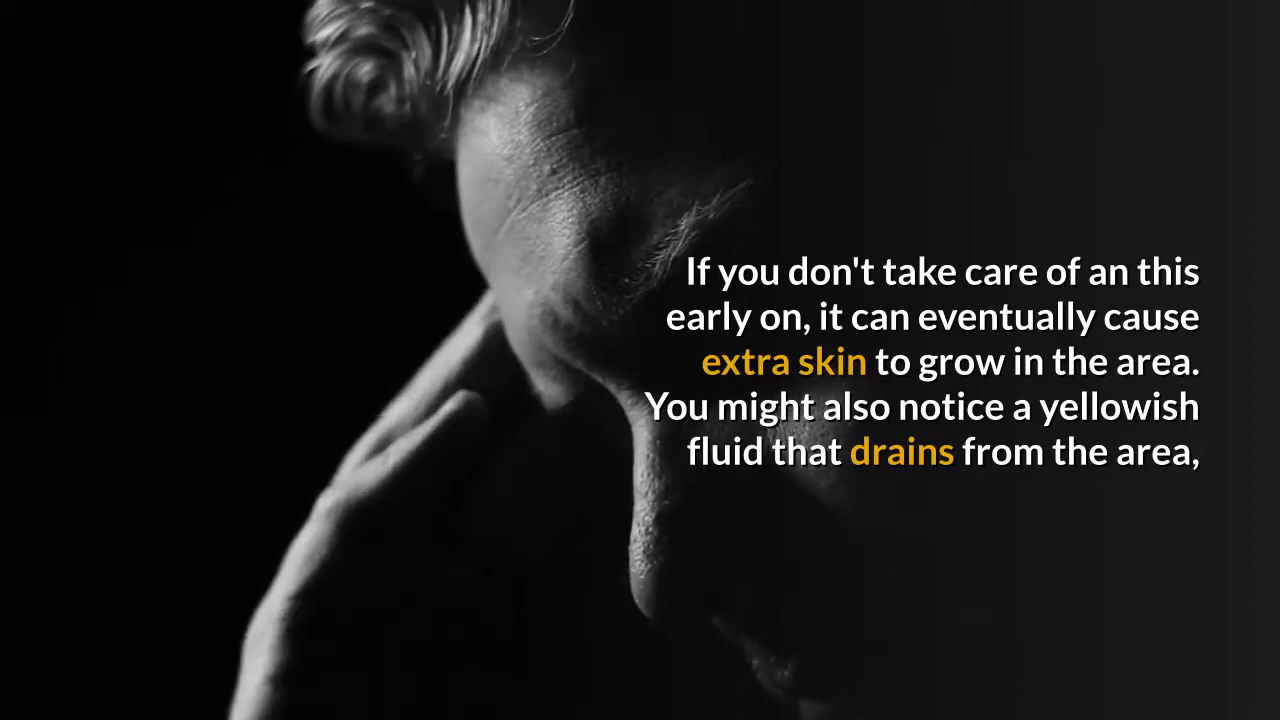 If you don't take care of an this
early on, it can eventually cause
extra skin to grow in the area.
You might also notice a yellowish
fluid that drains from the area,